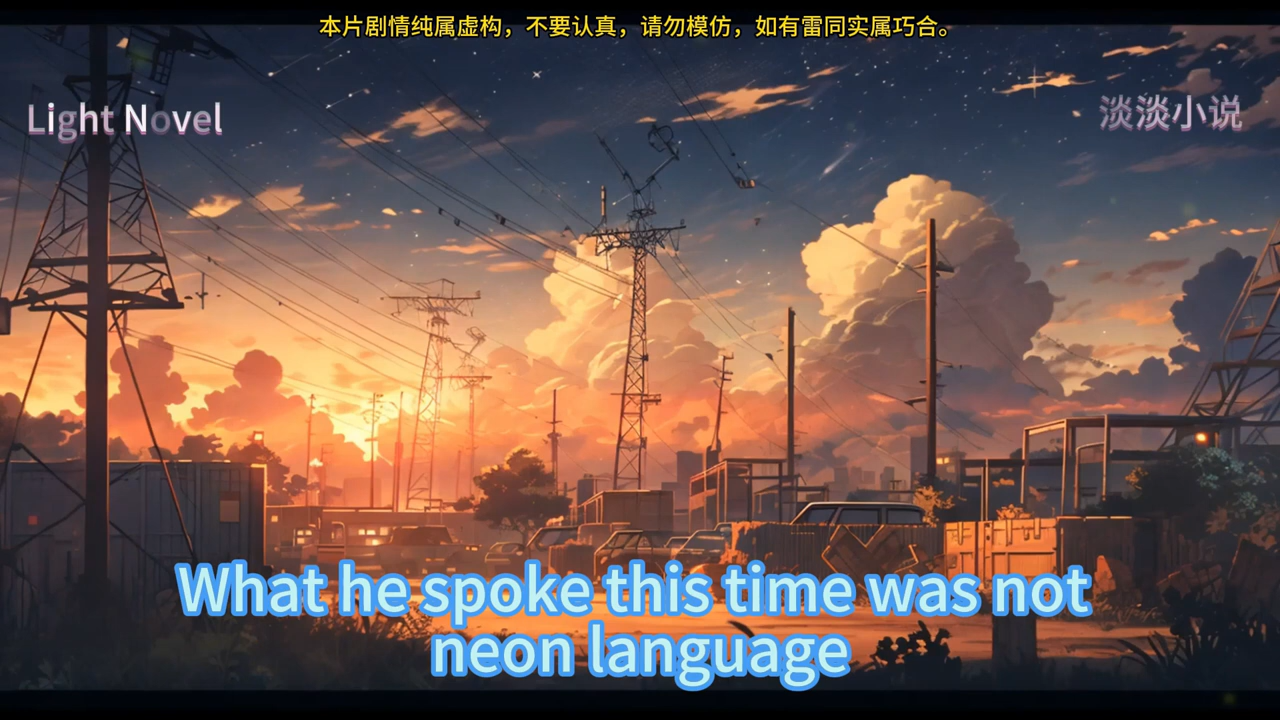 本片剧情纯属虚构，不要认真，请勿模仿，如有雷同实属巧合。
Light Novel
淡淡小说
What he spoke this time was not
neon language